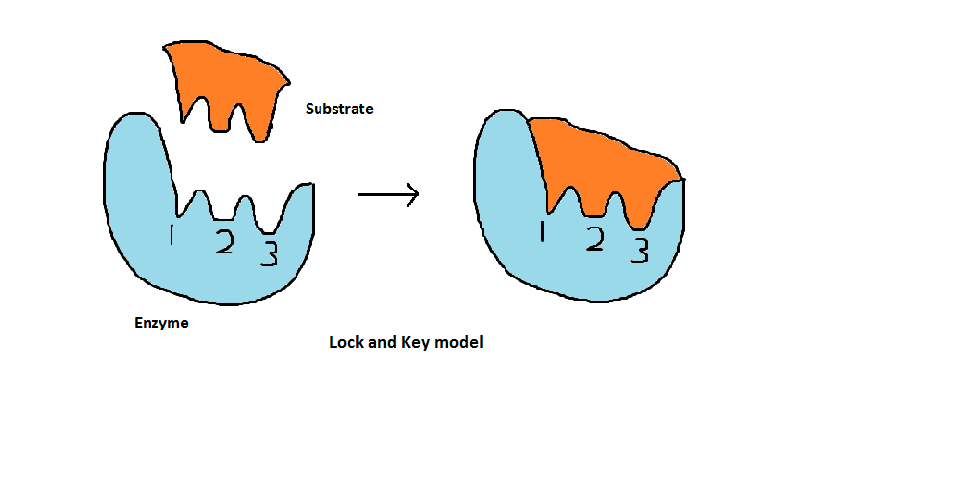 Substrate
1 2 3
1 2 3
Enzyme
Lock and Key model